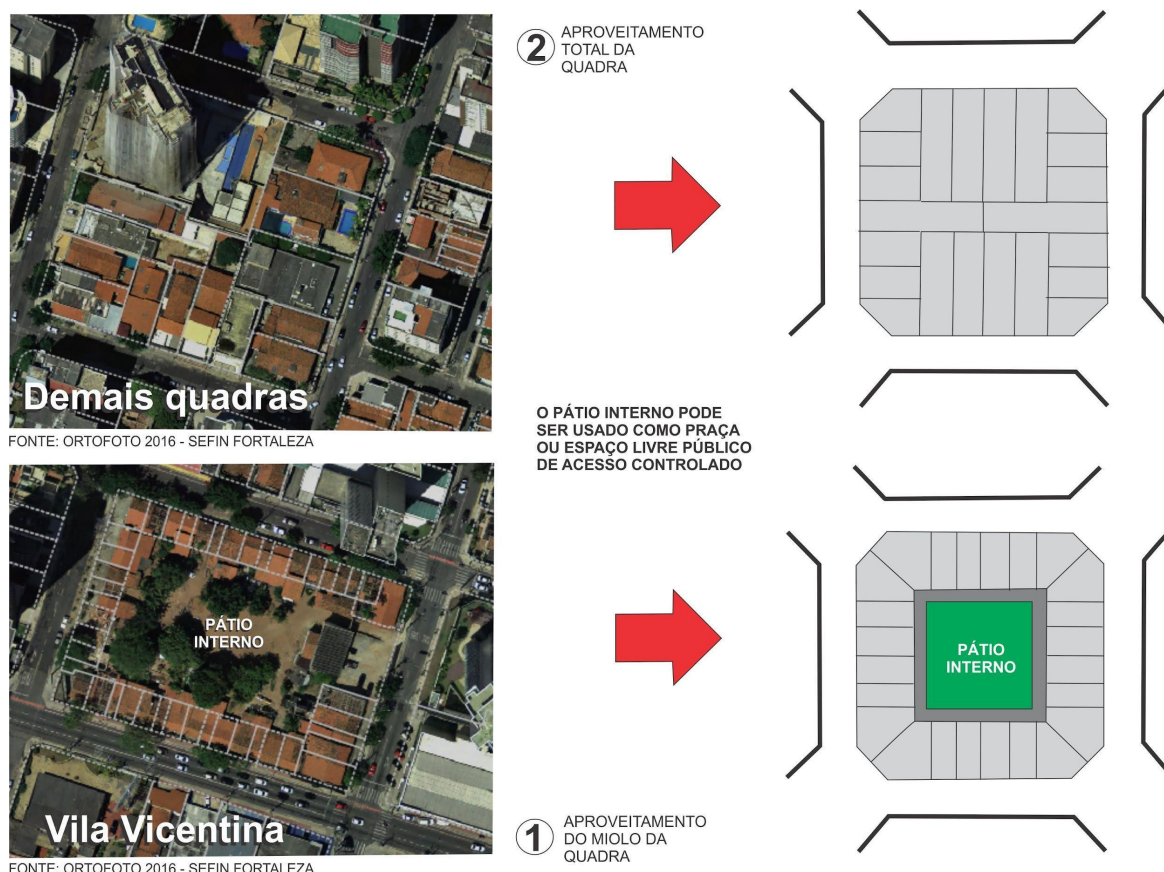 2
APROVEITAMENTO
TOTAL DA
QUADRA
Demais quadras
FONTE: ORTOFOTO 2016 - SEFIN FORTALEZA
O PÁTIO INTERNO PODE
SER USADO COMO PRAÇA
OU ESPAÇO LIVRE PÚBLICO
DE ACESSO CONTROLADO
PÁTIO
INTERNO
PÁTIO
INTERNO
Vila Vicentina
1
APROVEITAMENTO
DO MIOLO DA
QUADRA
FONTE: ORTOFOTO 2016 - SEFIN FORTALEZA